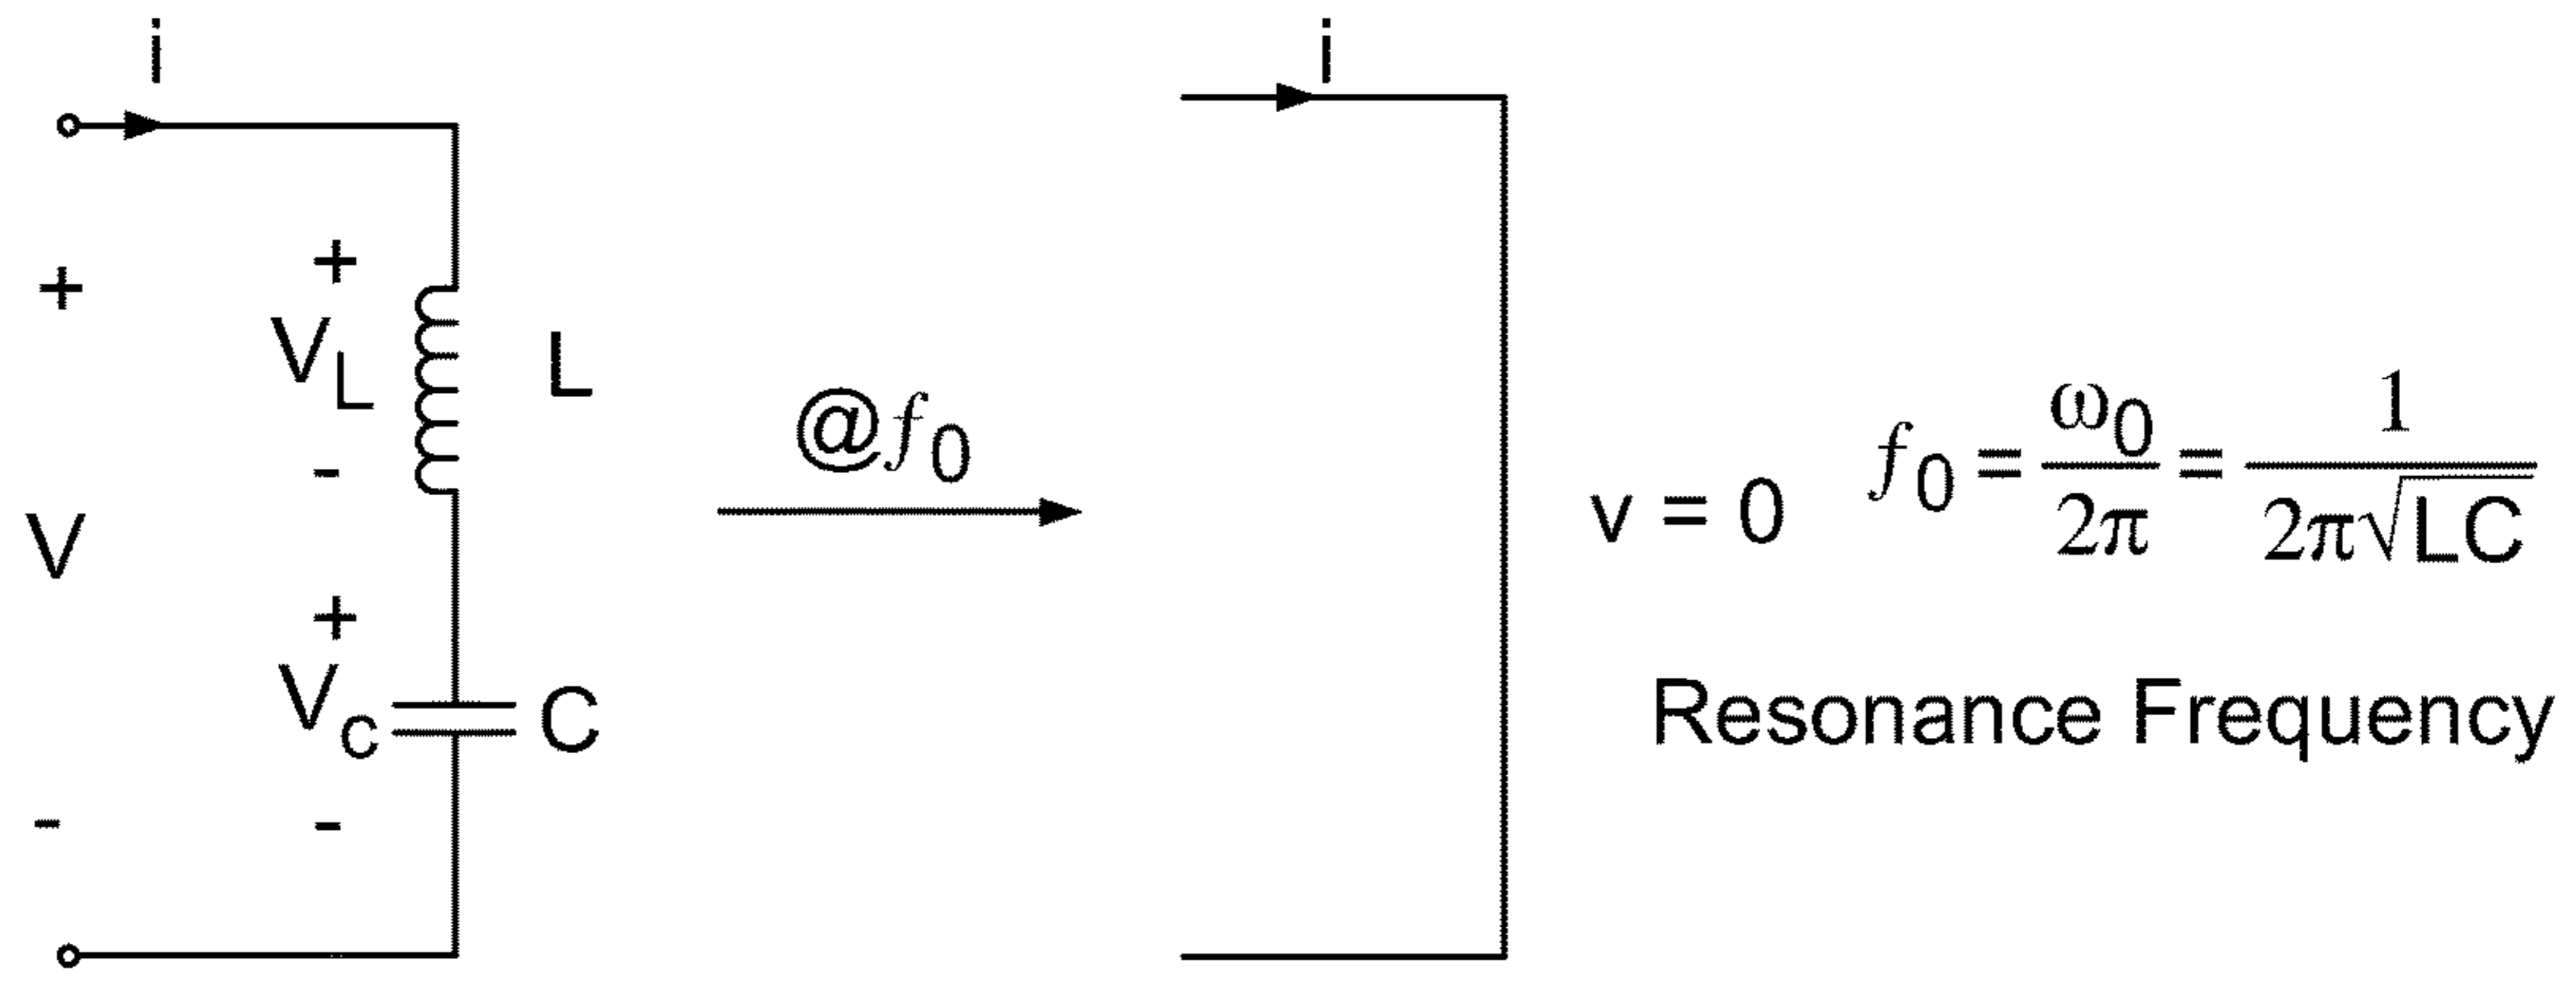 i
+
V
-
+
V_L
-
L
+
V_c
-
C
@f_0
i
v = 0
f_0 = ω_0/2π = 1/2π√LC
Resonance Frequency